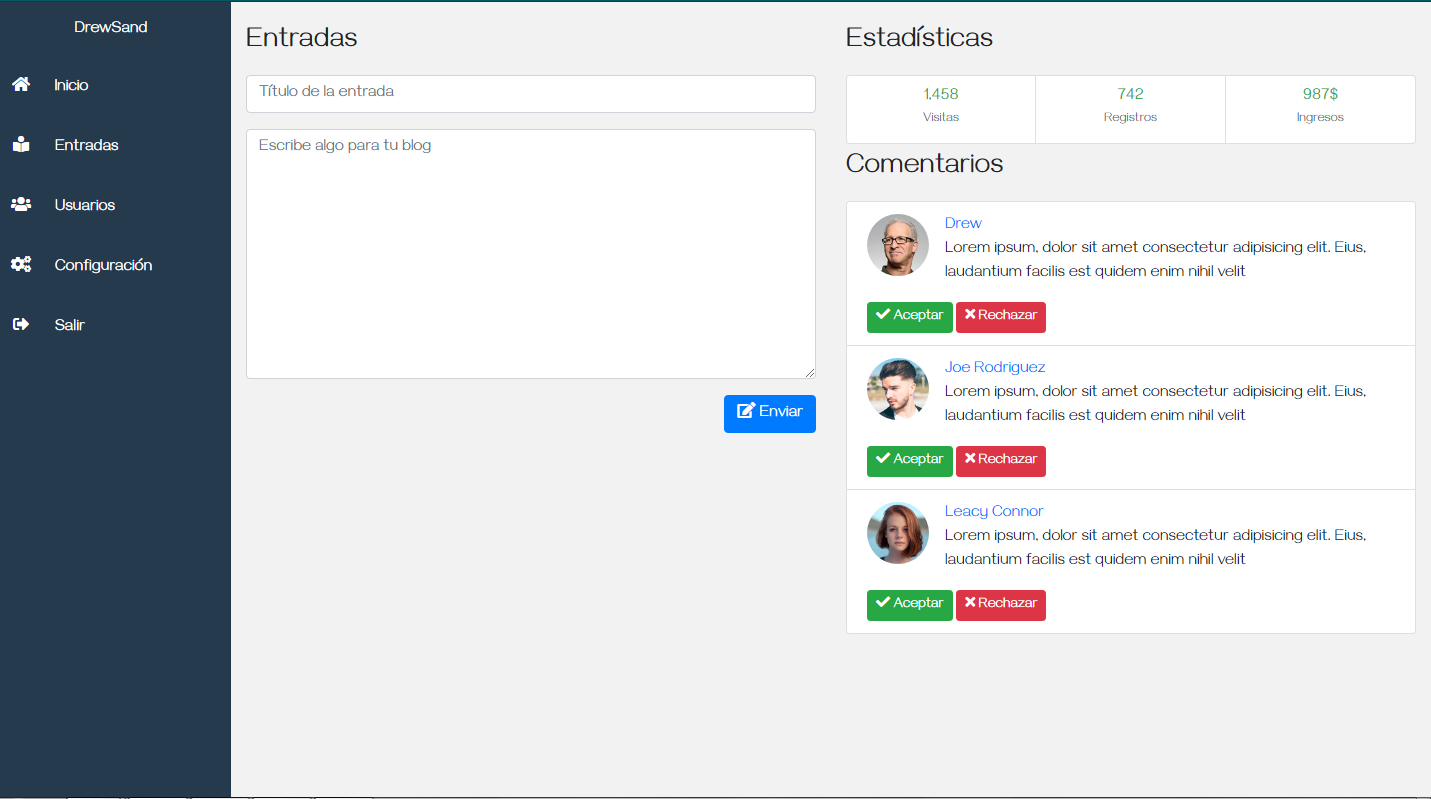 DrewSand
Inicio
Entradas
Usuarios
Configuración
Salir
Entradas
Título de la entrada
Escribe algo para tu blog
Enviar
Estadísticas
1,458
Visitas
742
Registros
987$
Ingresos
Comentarios
Drew
Lorem ipsum, dolor sit amet consectetur adipisicing elit. Eius,
laudantium facilis est quidem enim nihil velit
Aceptar Rechazar
Joe Rodriguez
Lorem ipsum, dolor sit amet consectetur adipisicing elit. Eius,
laudantium facilis est quidem enim nihil velit
Aceptar Rechazar
Leacy Connor
Lorem ipsum, dolor sit amet consectetur adipisicing elit. Eius,
laudantium facilis est quidem enim nihil velit
Aceptar Rechazar